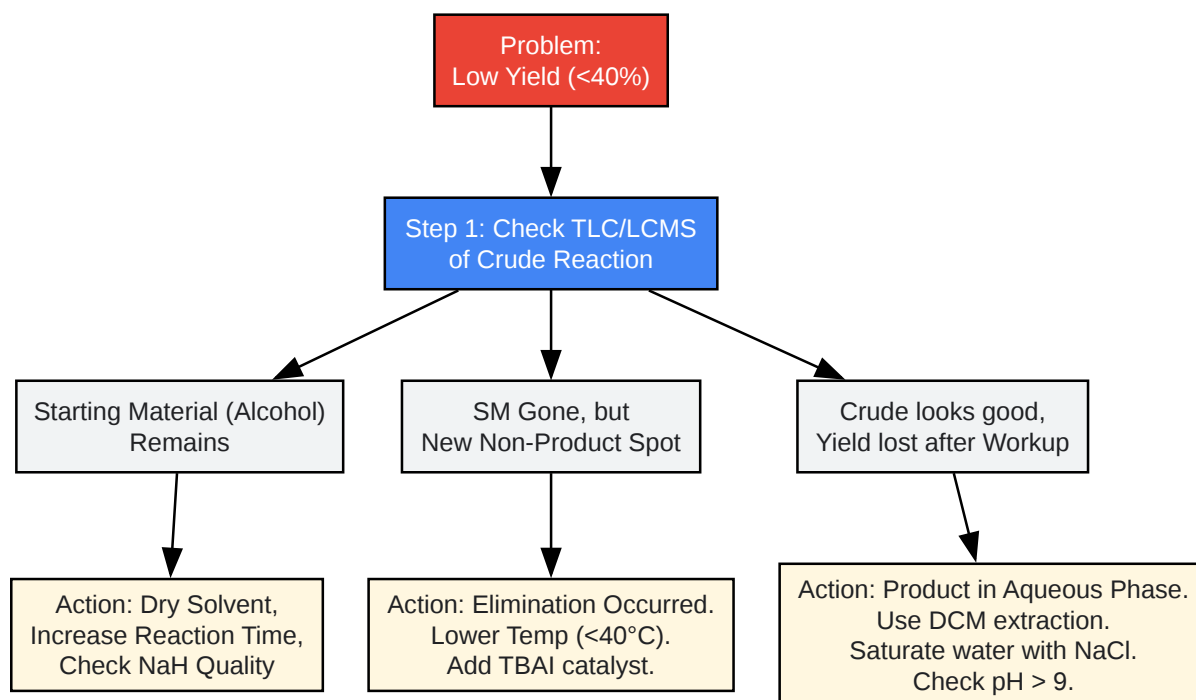 Problem:
Low Yield (<40%)
Step 1: Check TLC/LCMS
of Crude Reaction
Starting Material (Alcohol)
Remains
SM Gone, but
New Non-Product Spot
Crude looks good,
Yield lost after Workup
Action: Dry Solvent,
Increase Reaction Time,
Check NaH Quality
Action: Elimination Occurred.
Lower Temp (<40°C).
Add TBAI catalyst.
Action: Product in Aqueous Phase.
Use DCM extraction.
Saturate water with NaCl.
Check pH > 9.